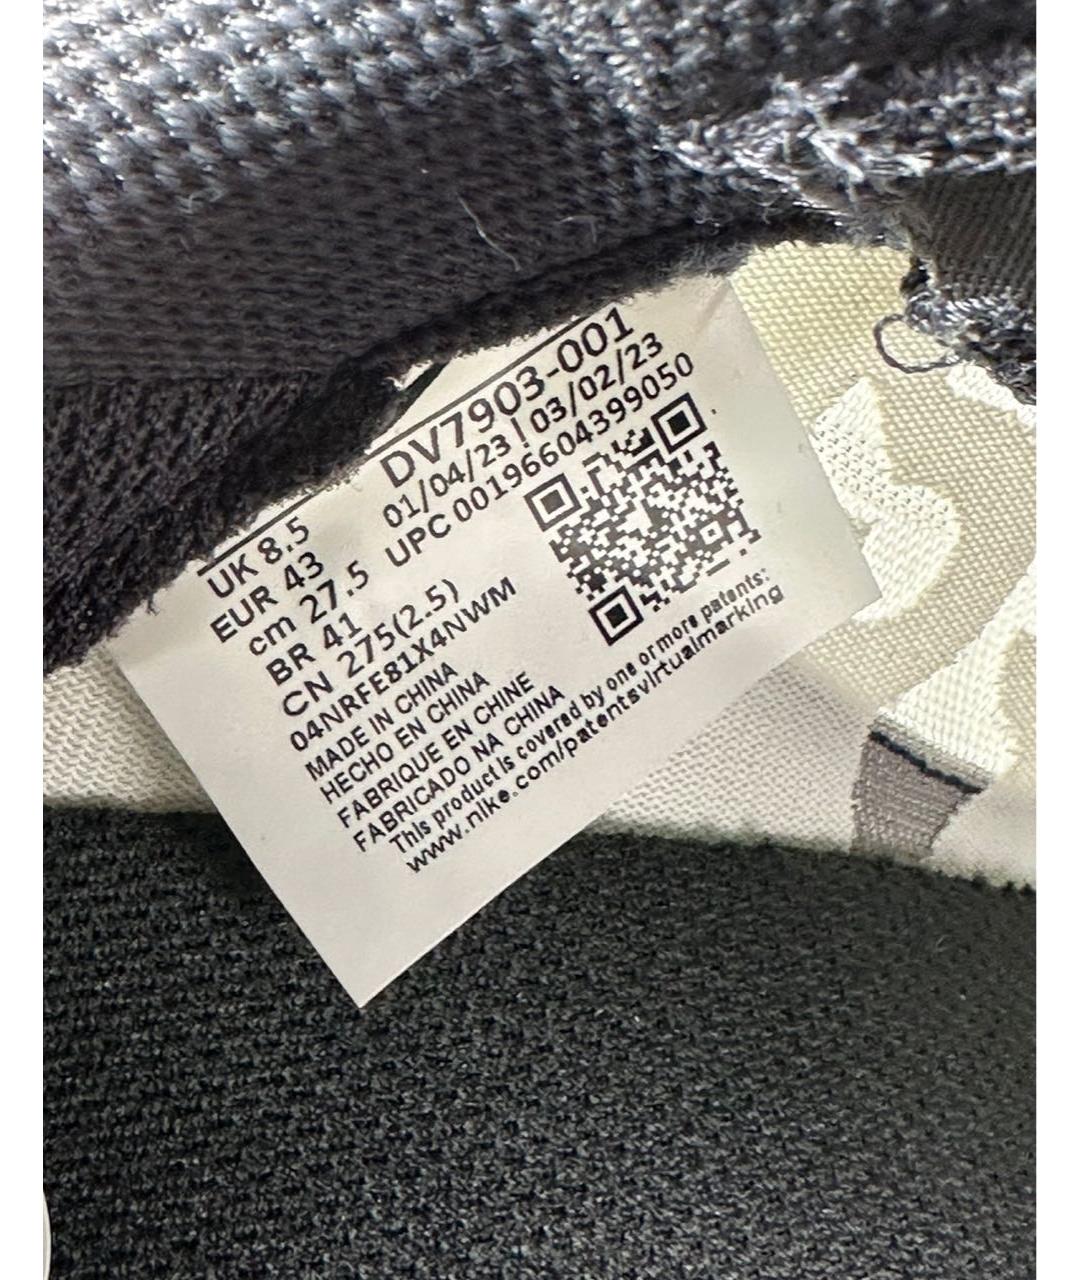 DV7903-001
01/04/23 | 03/02/23
UPC 00196604399050
UK 8.5
EUR 43
cm 27.5
BR 41
CN 275(2.5)
04NRFE81X4NWM
MADE IN CHINA
HECHO EN CHINA
FABRIQUE EN CHINE
FABRICADO NA CHINA
This product is covered by one or more patents:
www.nike.com/patentsvirtualmarking